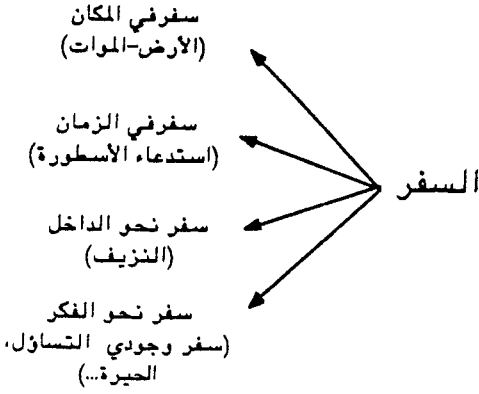 سفرفي المكان
(الأرض-الموات)
سفرفي الزمان
(استدعاء الأسطورة)
السفر
سفر نحو الداخل
(النزيف)
سفر نحو الفكر
(سفر وجودي التساؤل،
الحيرة...)